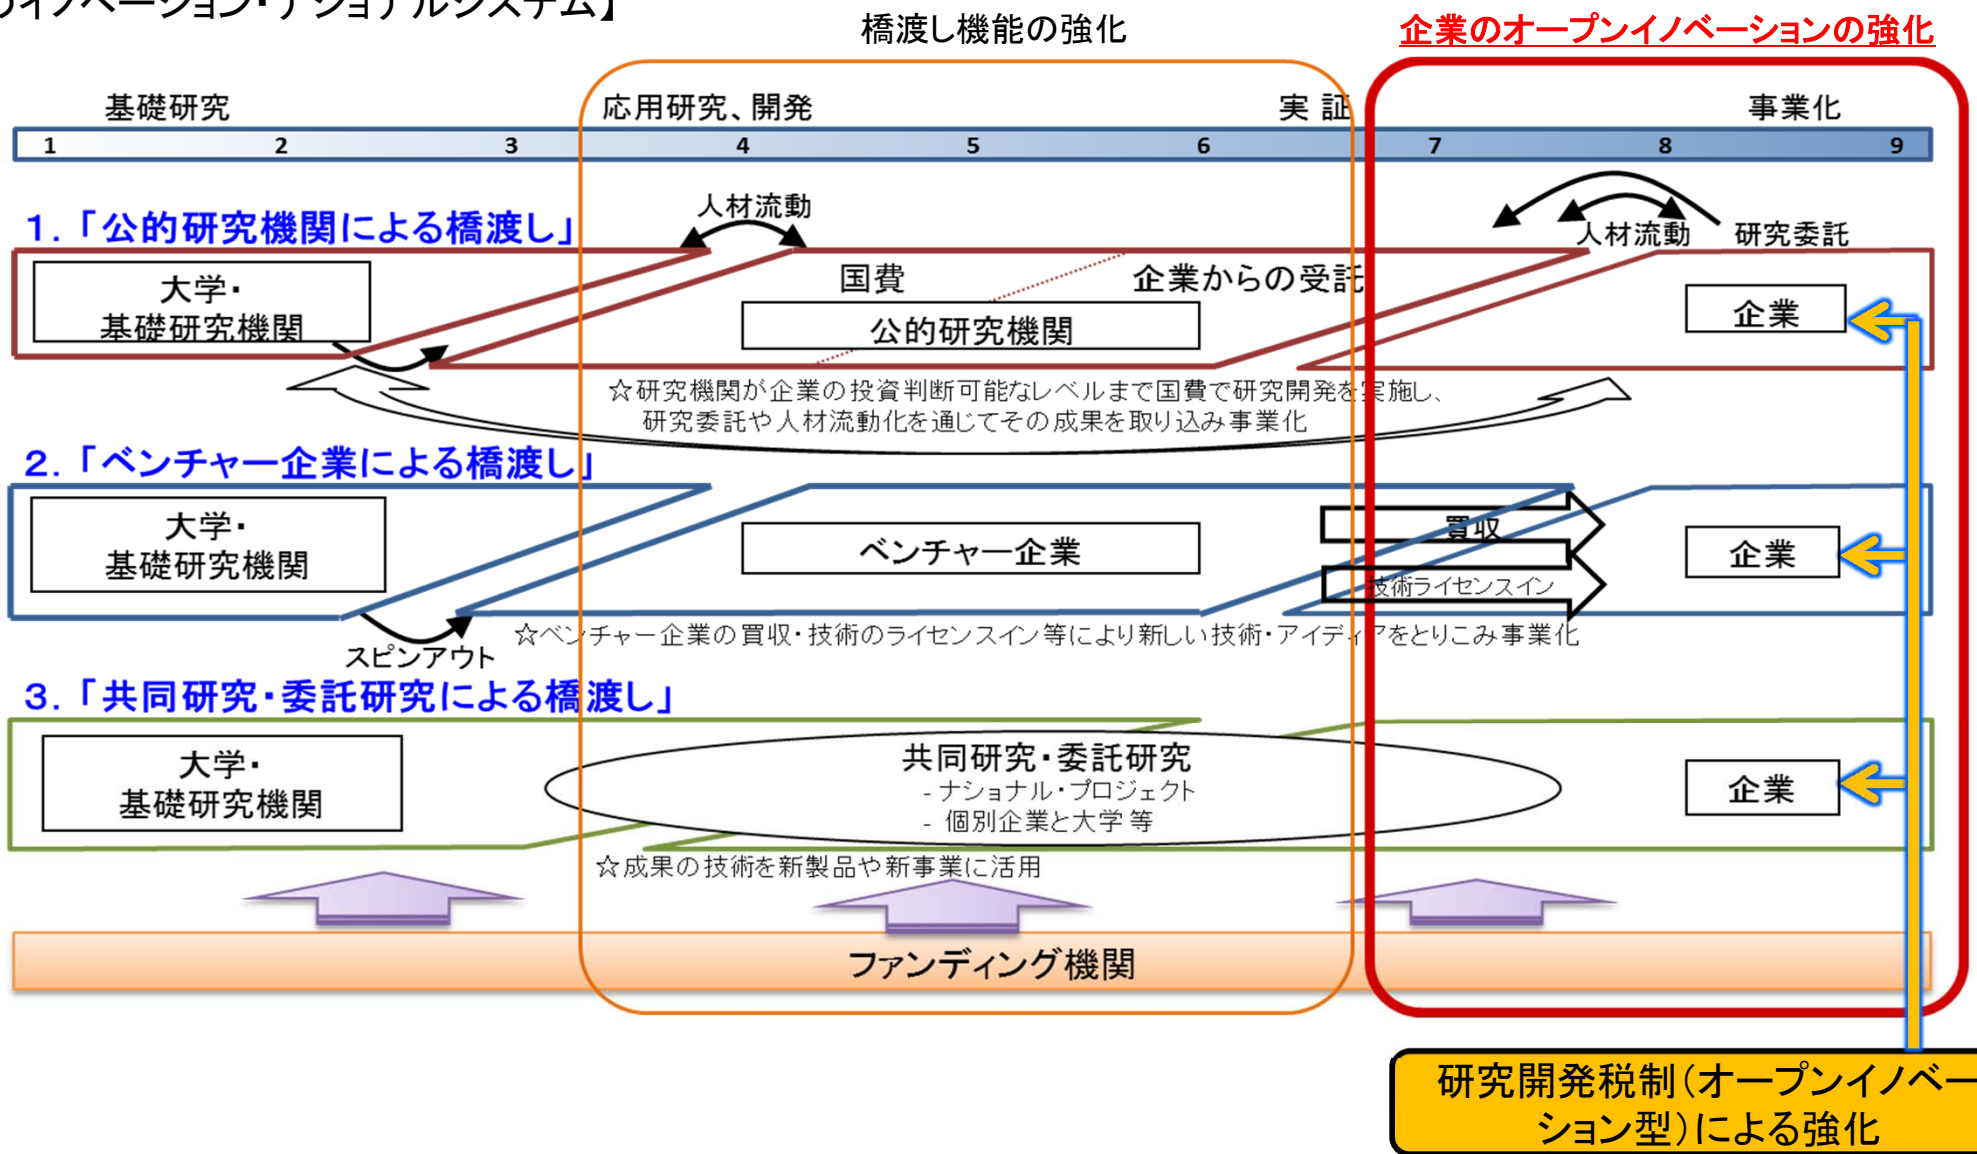 のイノベーション・ナショナルシステム】
橋渡し機能の強化
企業のオープンイノベーションの強化
基礎研究
応用研究、開発
実 証
事業化
1 2 3 4 5 6 7 8 9
1.「公的研究機関による橋渡し」
人材流動
人材流動
研究委託
大学・
基礎研究機関
国費
企業からの受託
公的研究機関
企業
☆研究機関が企業の投資判断可能なレベルまで国費で研究開発を実施し、
研究委託や人材流動化を通じてその成果を取り込み事業化
2.「ベンチャー企業による橋渡し」
大学・
基礎研究機関
ベンチャー企業
買収
技術ライセンスイン
企業
スピンアウト
☆ベンチャー企業の買収・技術のライセンスイン等により新しい技術・アイディアをとりこみ事業化
3.「共同研究・委託研究による橋渡し」
大学・
基礎研究機関
共同研究・委託研究
- ナショナル・プロジェクト
- 個別企業と大学 等
企業
☆成果の技術を新製品や新事業に活用
ファンディング機関
研究開発税制(オープンイノベー
ション型)による強化